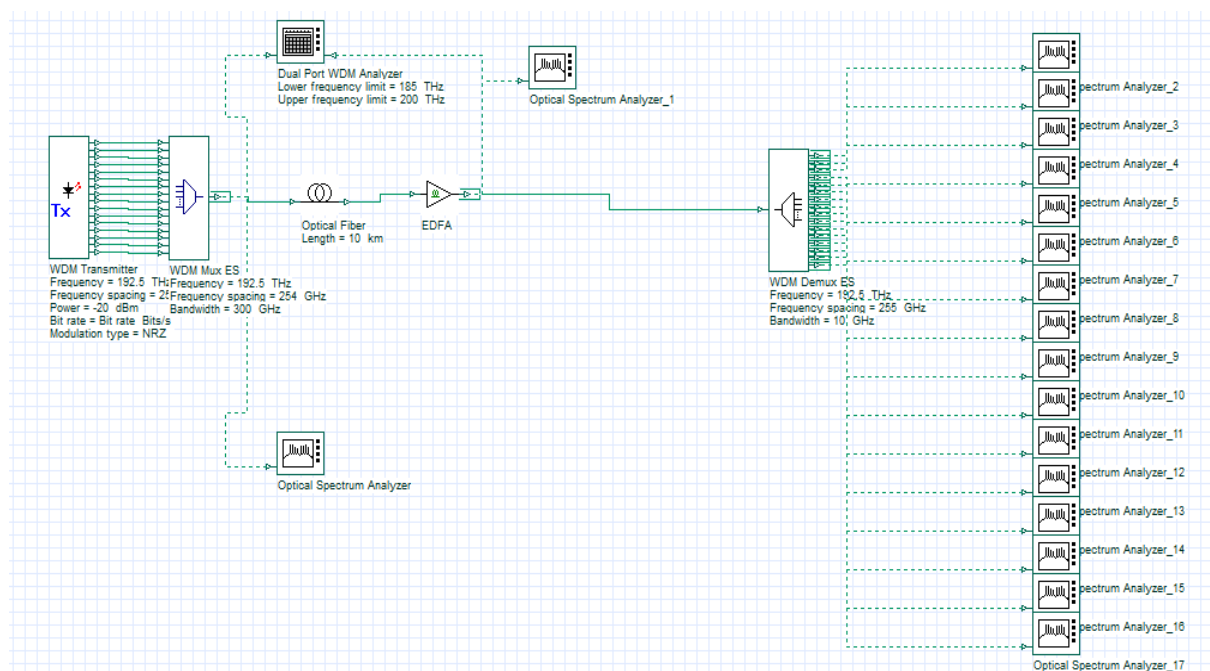 Dual Port WDM Analyzer
Lower frequency limit = 185 THz
Upper frequency limit = 200 THz
Optical Spectrum Analyzer_1
Tx
WDM Transmitter
Frequency = 192.5 THz
Frequency spacing = 25
Power = -20 dBm
Bit rate = Bit rate Bits/s
Modulation type = NRZ
WDM Mux ES
Frequency = 192.5 THz
Frequency spacing = 254 GHz
Bandwidth = 300 GHz
Optical Fiber
Length = 10 km
EDFA
WDM Demux ES
Frequency = 192.5 THz
Frequency spacing = 255 GHz
Bandwidth = 10 GHz
Optical Spectrum Analyzer
pectrum Analyzer_2
pectrum Analyzer_3
pectrum Analyzer_4
pectrum Analyzer_5
pectrum Analyzer_6
pectrum Analyzer_7
pectrum Analyzer_8
pectrum Analyzer_9
pectrum Analyzer_10
pectrum Analyzer_11
pectrum Analyzer_12
pectrum Analyzer_13
pectrum Analyzer_14
pectrum Analyzer_15
pectrum Analyzer_16
Optical Spectrum Analyzer_17